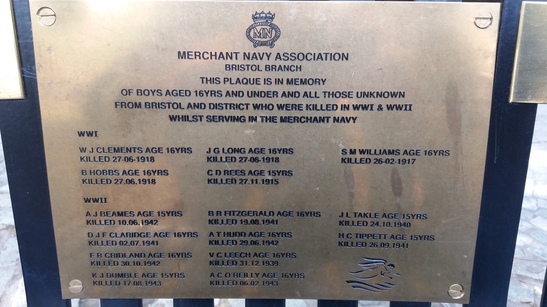 MN
MERCHANT NAVY ASSOCIATION
BRISTOL BRANCH
THIS PLAQUE IS IN MEMORY
OF BOYS AGED 16YRS AND UNDER AND ALL THOSE UNKNOWN
FROM BRISTOL AND DISTRICT WHO WERE KILLED IN WWI & WWII
WHILST SERVING IN THE MERCHANT NAVY
WWI
W J CLEMENTS AGE 16YRS
KILLED 27-06-1918
J G LONG AGE 16YRS
KILLED 27-06-1918
S M WILLIAMS AGE 16YRS
KILLED 26-02-1917
B HOBBS AGE 16YRS
KILLED 27.06.1918
C D REES AGE 15YRS
KILLED 27-11-1915
WWII
A J BEAMES AGE 15YRS
KILLED 10.06.1942
B R FITZGERALD AGE 16YRS
KILLED 19.08.1941
J L TAKLE AGE 15YRS
KILLED 24.10.1940
D J F CLARIDGE AGE 16YRS
KILLED 02.07.1941
A T HUDD AGE 16YRS
KILLED 29.06.1942
H C TIPPETT AGE 15YRS
KILLED 26.09.1941
F R GIDLAND AGE 16YRS
KILLED 30.10.1942
V C LEECH AGE 16YRS
KILLED 31.12.1939
K J DUMBLE AGE 15YRS
KILLED 17.08.1943
A C O REILLY AGE 16YRS
KILLED 06.02.1943